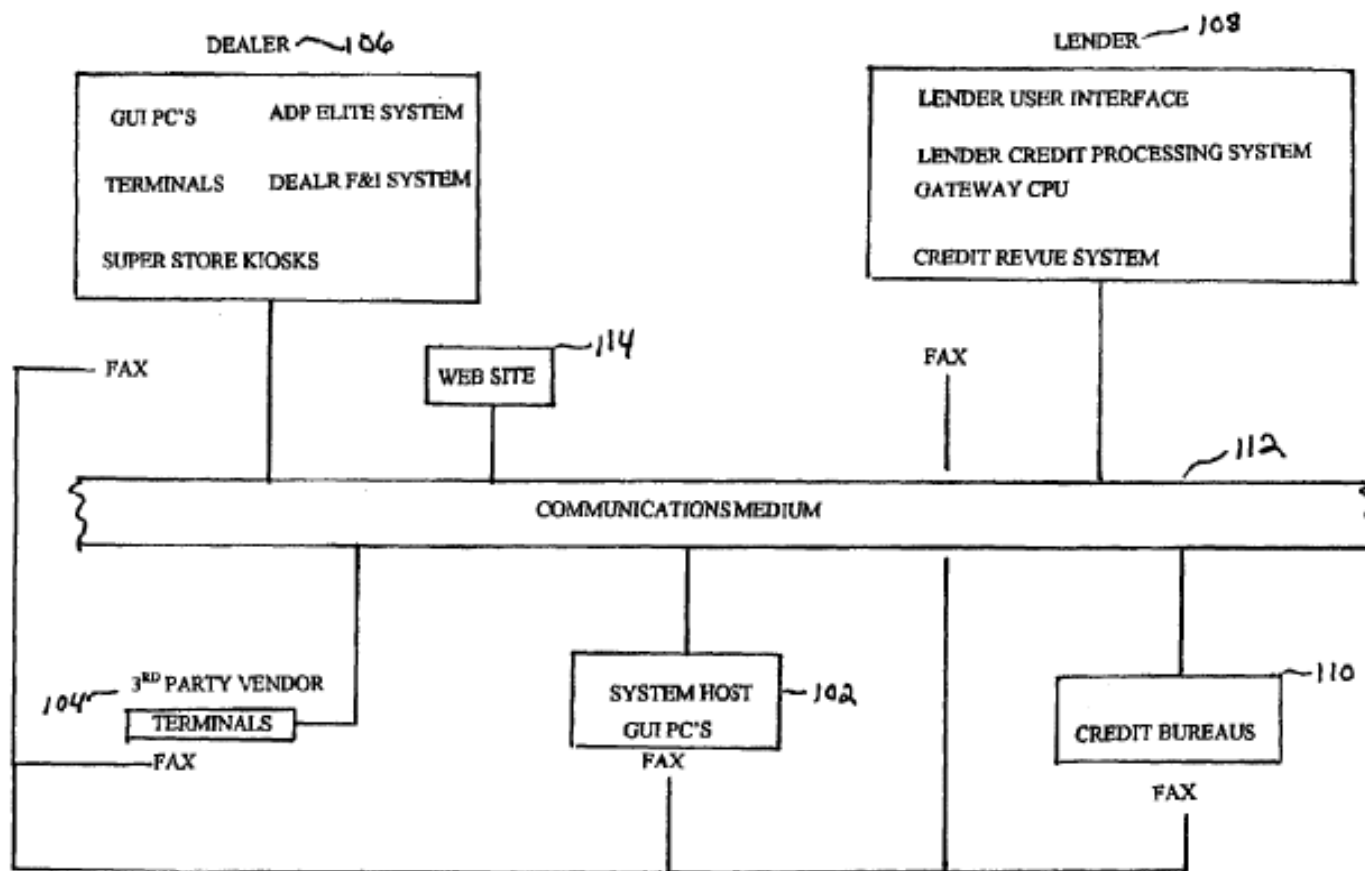 DEALER 106
GUI PC'S ADP ELITE SYSTEM
TERMINALS DEALR F&I SYSTEM
SUPER STORE KIOSKS
LENDER 108
LENDER USER INTERFACE
LENDER CREDIT PROCESSING SYSTEM
GATEWAY CPU
CREDIT REVUE SYSTEM
FAX
WEB SITE
114
FAX
112
COMMUNICATIONS MEDIUM
104 3RD PARTY VENDOR
TERMINALS
FAX
SYSTEM HOST
GUI PC'S
102
FAX
110
CREDIT BUREAUS
FAX